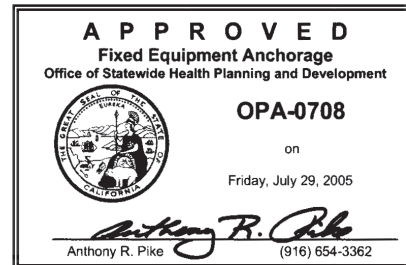 APPROVED
Fixed Equipment Anchorage
Office of Statewide Health Planning and Development
THE GREAT SEAL OF THE STATE OF CALIFORNIA
EUREKA
OPA-0708
on
Friday, July 29, 2005
Anthony R. Pike
Anthony R. Pike (916) 654-3362